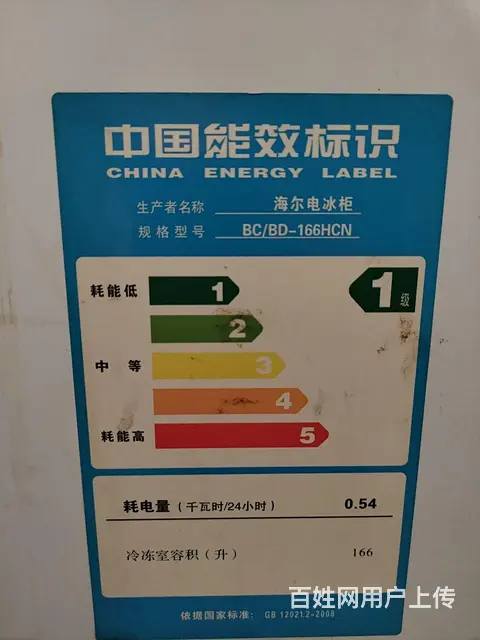 中国能效标识
CHINA ENERGY LABEL
生产者名称 海尔电冰柜
规格型号 BC/BD-166HCN
耗能低 1 1级
2
中等 3
4
耗能高 5
耗电量（千瓦时/24小时） 0.54
冷冻室容积（升） 166
依据国家标准： GB 12021.2-2008
百姓网用户上传